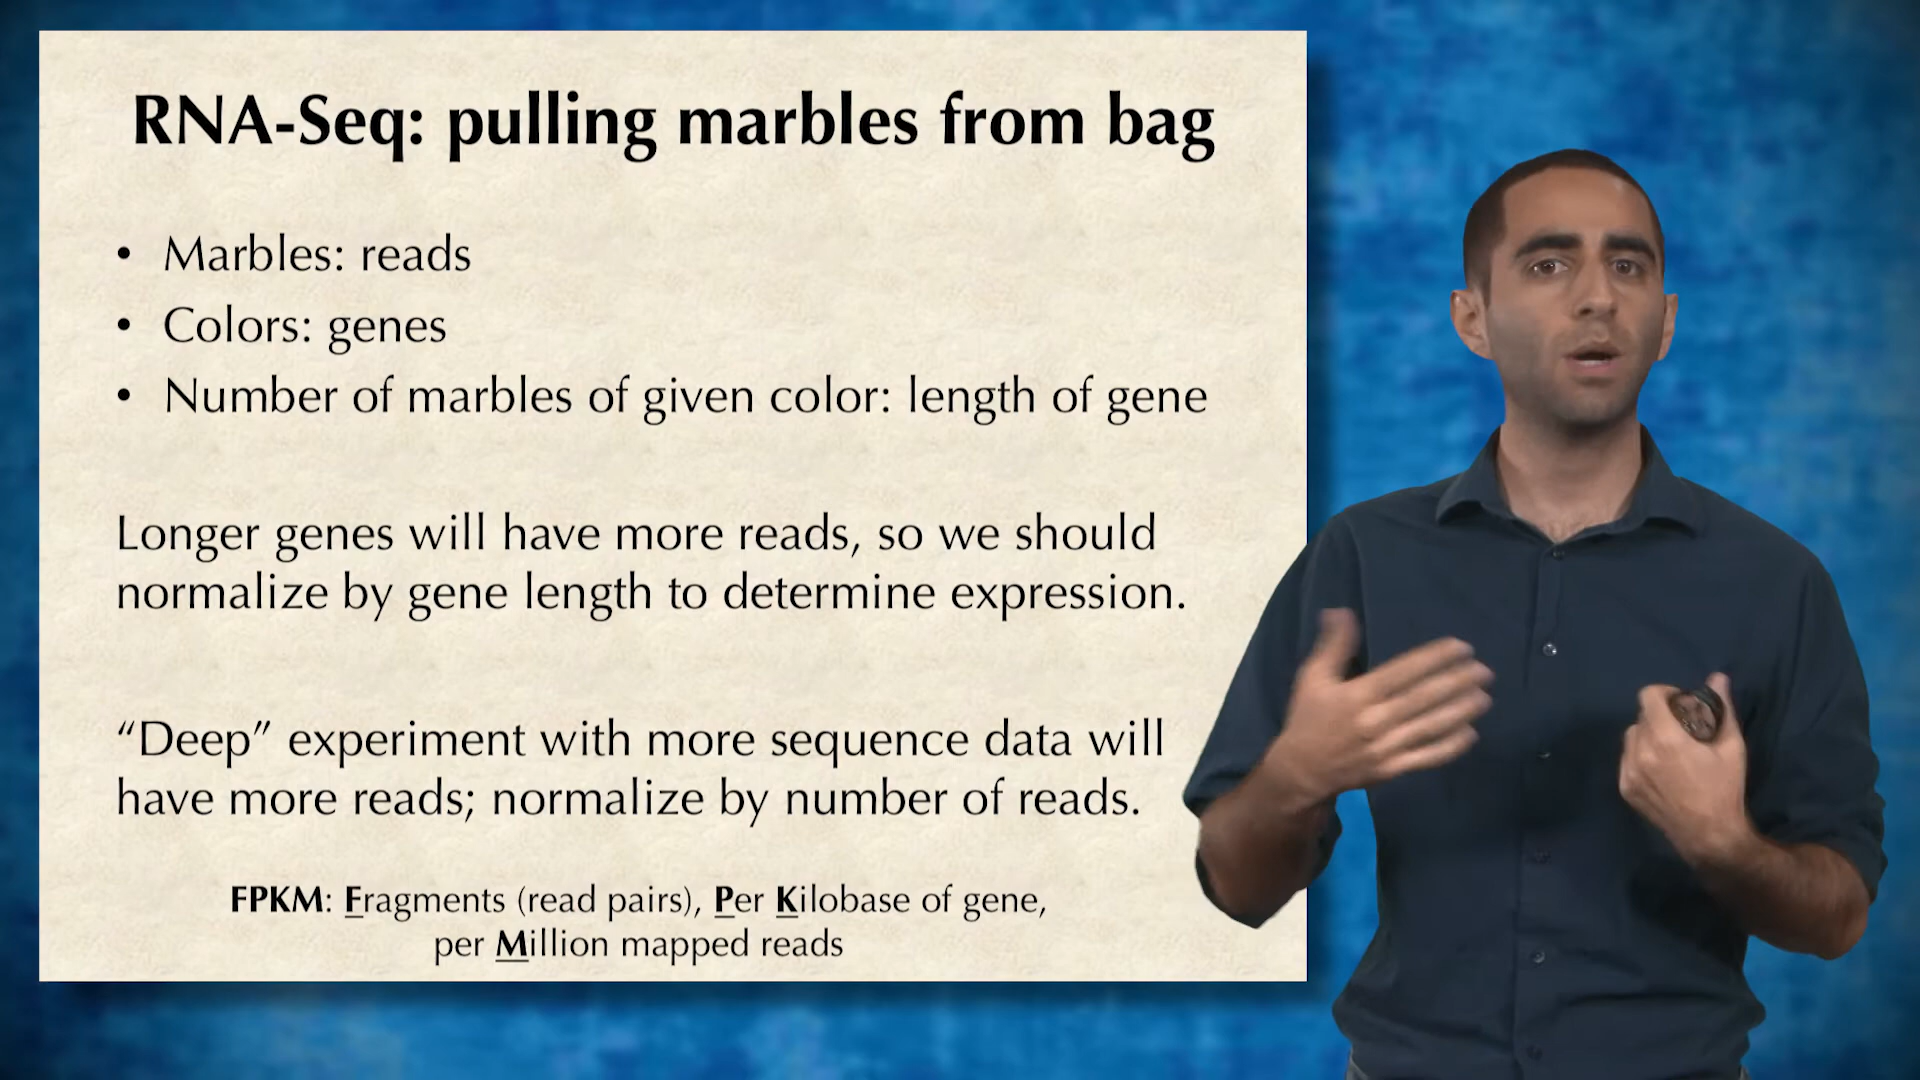 RNA-Seq: pulling marbles from bag
• Marbles: reads
• Colors: genes
• Number of marbles of given color: length of gene
Longer genes will have more reads, so we should
normalize by gene length to determine expression.
“Deep” experiment with more sequence data will
have more reads; normalize by number of reads.
FPKM: Fragments (read pairs), Per Kilobase of gene,
per Million mapped reads